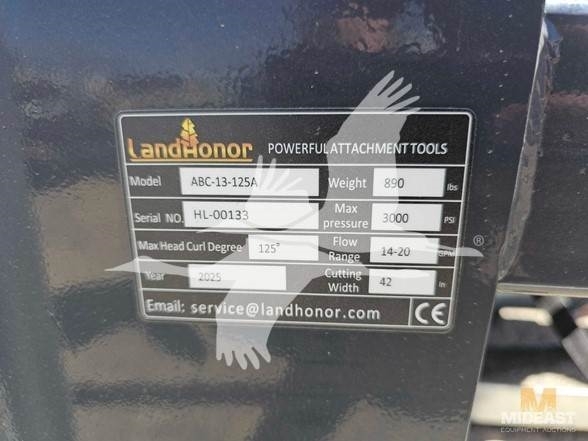 LandHonor POWERFUL ATTACHMENT TOOLS
Model ABC-13-125A Weight 890 lbs
Serial NO. HL-00133 Max pressure 3000 PSI
Max Head Curl Degree 125° Flow Range 14-20 GPM
Year 2025 Cutting Width 42 in
Email: service@landhonor.com CE
®
M
MIDEAST
EQUIPMENT AUCTIONS